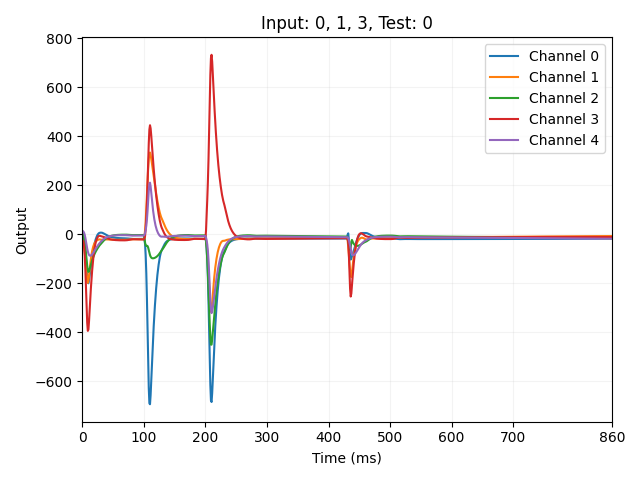 Input: 0, 1, 3, Test: 0
Output
800
600
400
200
0
−200
−400
−600
Channel 0
Channel 1
Channel 2
Channel 3
Channel 4
0 100 200 300 400 500 600 700 860
Time (ms)